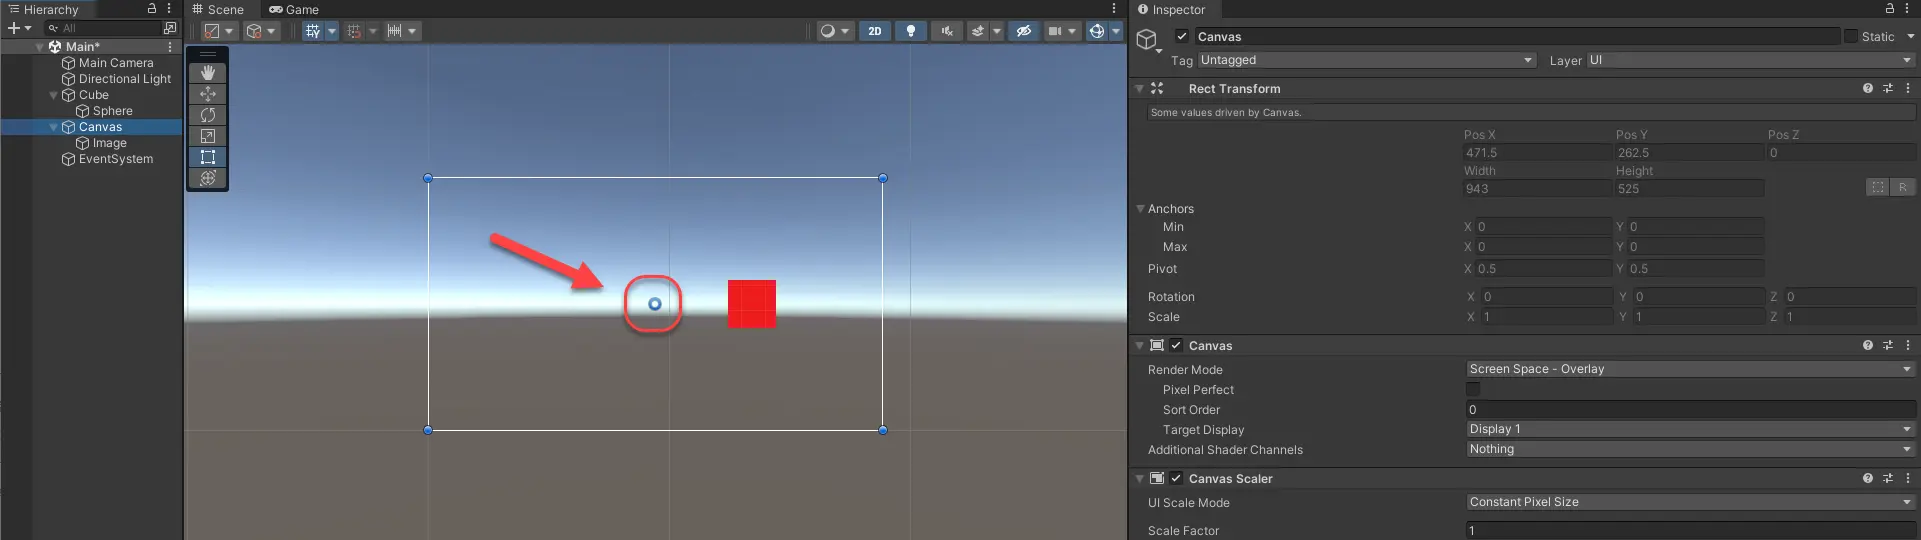 Hierarchy
All
Main*
Main Camera
Directional Light
Cube
Sphere
Canvas
Image
EventSystem
Scene
Game
2D
Inspector
Canvas
Static
Tag Untagged
Layer UI
Rect Transform
Some values driven by Canvas.
Pos X Pos Y Pos Z
471.5 262.5 0
Width Height
943 525
R
Anchors
Min X 0 Y 0
Max X 0 Y 0
Pivot X 0.5 Y 0.5
Rotation X 0 Y 0 Z 0
Scale X 1 Y 1 Z 1
Canvas
Render Mode Screen Space - Overlay
Pixel Perfect
Sort Order 0
Target Display Display 1
Additional Shader Channels Nothing
Canvas Scaler
UI Scale Mode Constant Pixel Size
Scale Factor 1